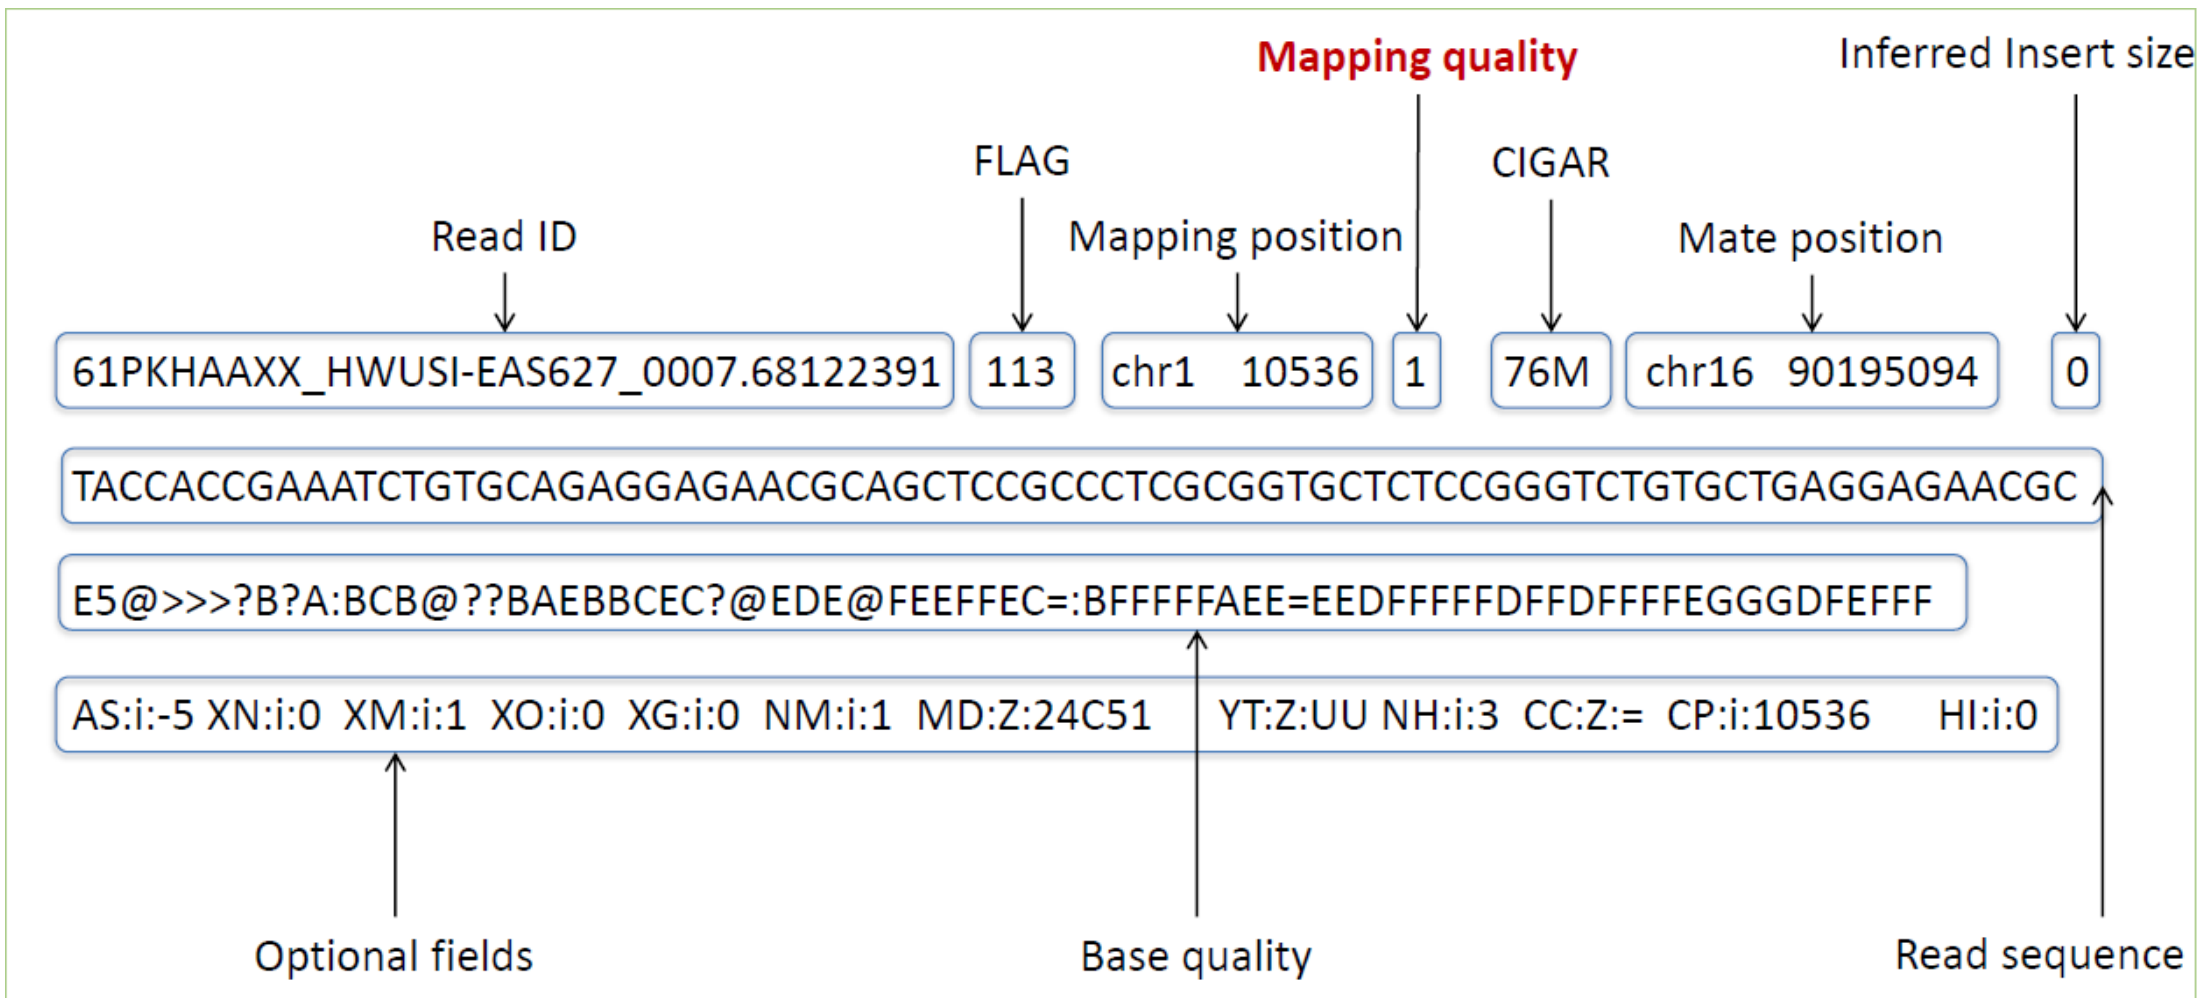 Mapping quality Inferred Insert size
FLAG CIGAR
Read ID Mapping position Mate position
61PKHAAXX_HWUSI-EAS627_0007.68122391 113 chr1 10536 1 76M chr16 90195094 0
TACCACCGAAATCTGTGCAGAGGAGAACGCAGCTCCGCCCTCGCGGTGCTCTCCGGGTCTGTGCTGAGGAGAACGC
E5@>>>?B?A:BCB@??BAEBBCEC?@EDE@FEEFFEC=:BFFFFFAEE=EEDFFFFFDFFDFFFFEGGGDFEFFF
AS:i:-5 XN:i:0 XM:i:1 XO:i:0 XG:i:0 NM:i:1 MD:Z:24C51 YT:Z:UU NH:i:3 CC:Z:= CP:i:10536 HI:i:0
Optional fields Base quality Read sequence